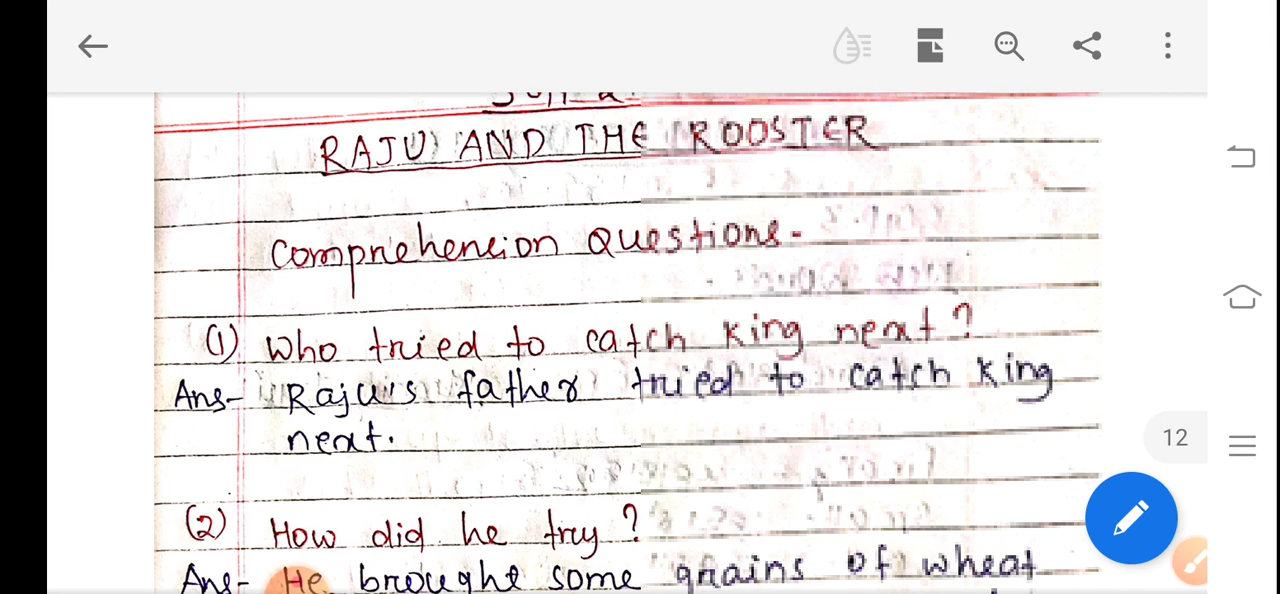 RAJU AND THE ROOSTER
Comprehension Questions-
(1) Who tried to catch King next?
Ans- Raju's father tried to catch King
next.
12
(2) How did he try?
Ans- He brought some grains of wheat